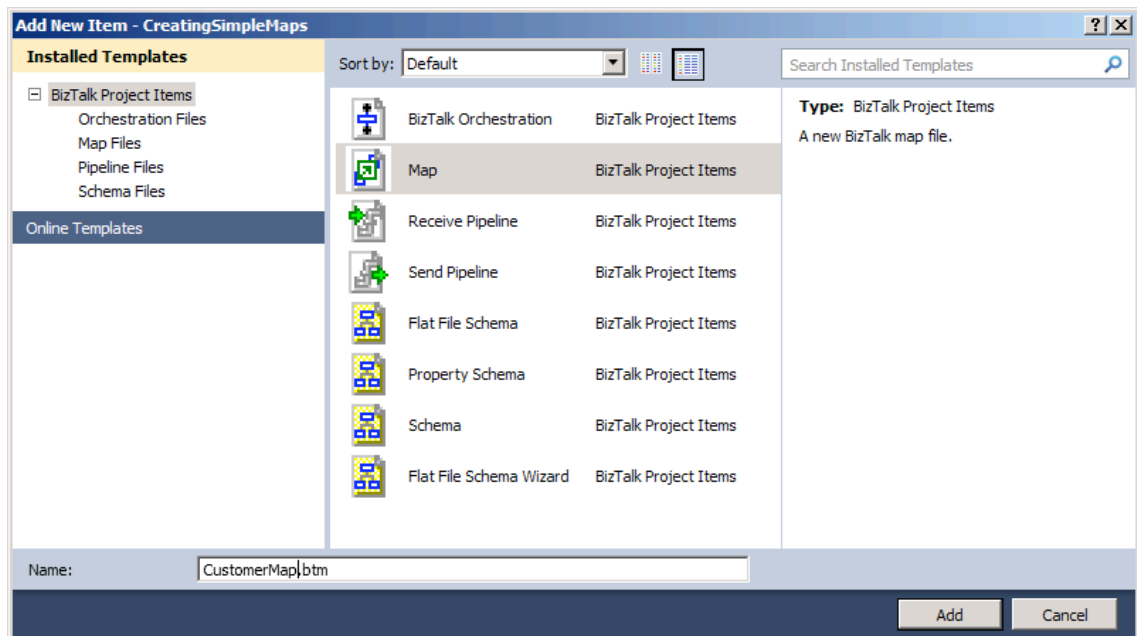 Add New Item - CreatingSimpleMaps
Installed Templates
BizTalk Project Items
Orchestration Files
Map Files
Pipeline Files
Schema Files
Online Templates
Sort by: Default
Search Installed Templates
BizTalk Orchestration BizTalk Project Items
Map BizTalk Project Items
Receive Pipeline BizTalk Project Items
Send Pipeline BizTalk Project Items
Flat File Schema BizTalk Project Items
Property Schema BizTalk Project Items
Schema BizTalk Project Items
Flat File Schema Wizard BizTalk Project Items
Type: BizTalk Project Items
A new BizTalk map file.
Name: CustomerMap.btm
Add Cancel